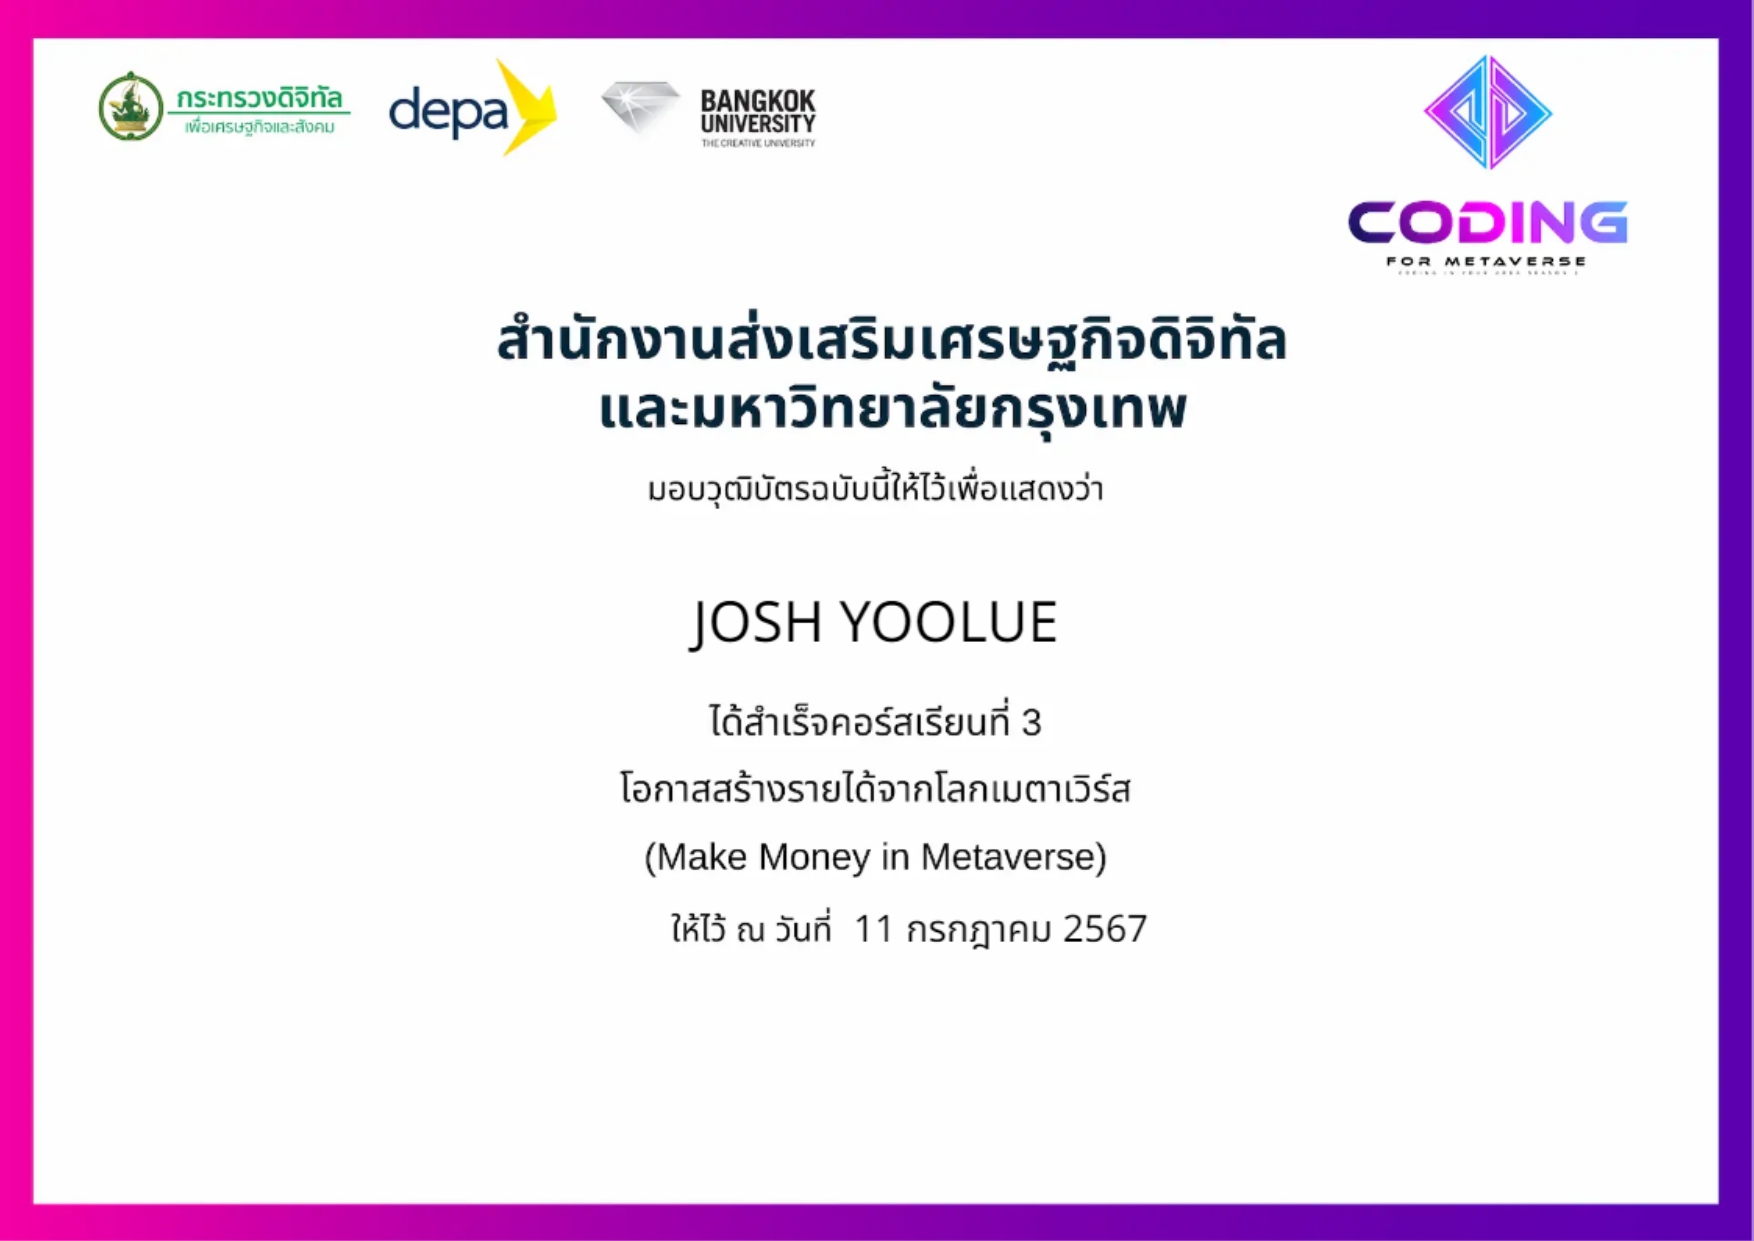 กระทรวงดิจิทัล
เพื่อเศรษฐกิจและสังคม
depa
BANGKOK
UNIVERSITY
THE CREATIVE UNIVERSITY
CODING
FOR METAVERSE
สำนักงานส่งเสริมเศรษฐกิจดิจิทัล
และมหาวิทยาลัยกรุงเทพ
มอบวุฒิบัตรฉบับนี้ให้ไว้เพื่อแสดงว่า
JOSH YOOLUE
ได้สำเร็จคอร์สเรียนที่ 3
โอกาสสร้างรายได้จากโลกเมตาเวิร์ส
(Make Money in Metaverse)
ให้ไว้ ณ วันที่ 11 กรกฎาคม 2567